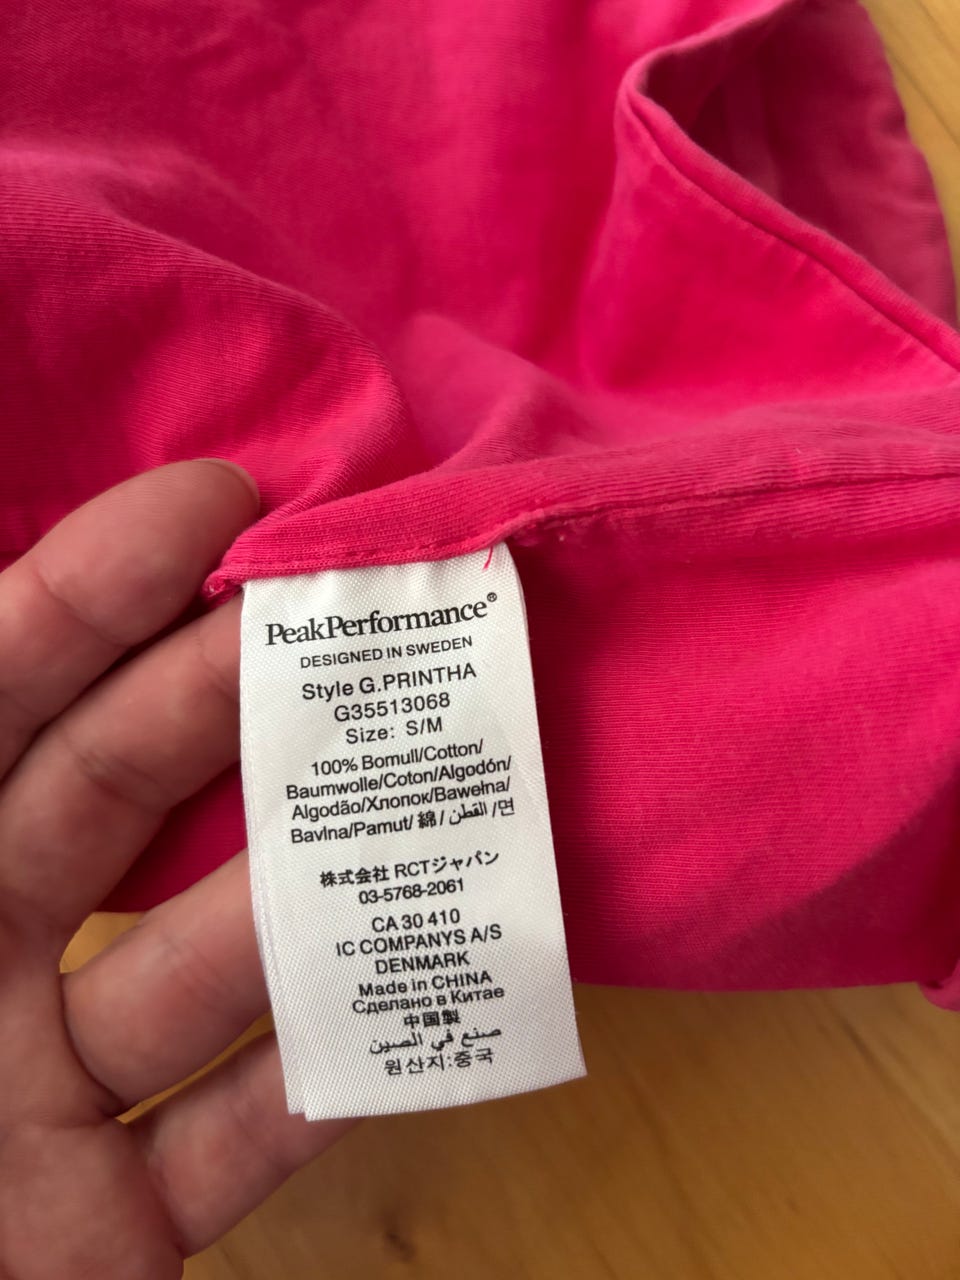 PeakPerformance®
DESIGNED IN SWEDEN
Style G.PRINTHA
G35513068
Size: S/M
100% Bomull/Cotton/
Baumwolle/Coton/Algodón/
Algodão/Хлопок/Bawełna/
Bavlna/Pamut/ 綿 / القطن /면
株式会社 RCTジャパン
03-5768-2061
CA 30 410
IC COMPANYS A/S
DENMARK
Made in CHINA
Сделано в Китае
中国製
صنع في الصين
원산지:중국